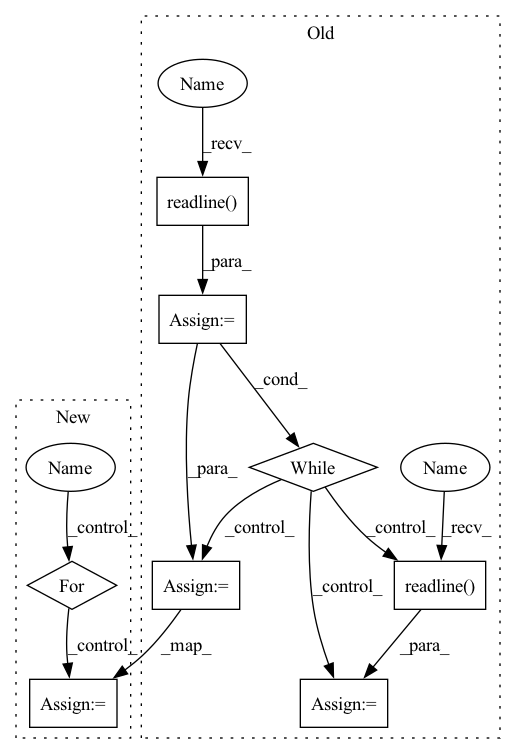 Old
Name
_recv_
readline()
_para_
Assign:=
_cond_
New
Name
_para_
While
Name
_control_
_control_
_control_
_recv_
For
Assign:=
_control_
readline()
_control_
_map_
_para_
Assign:=
Assign:=